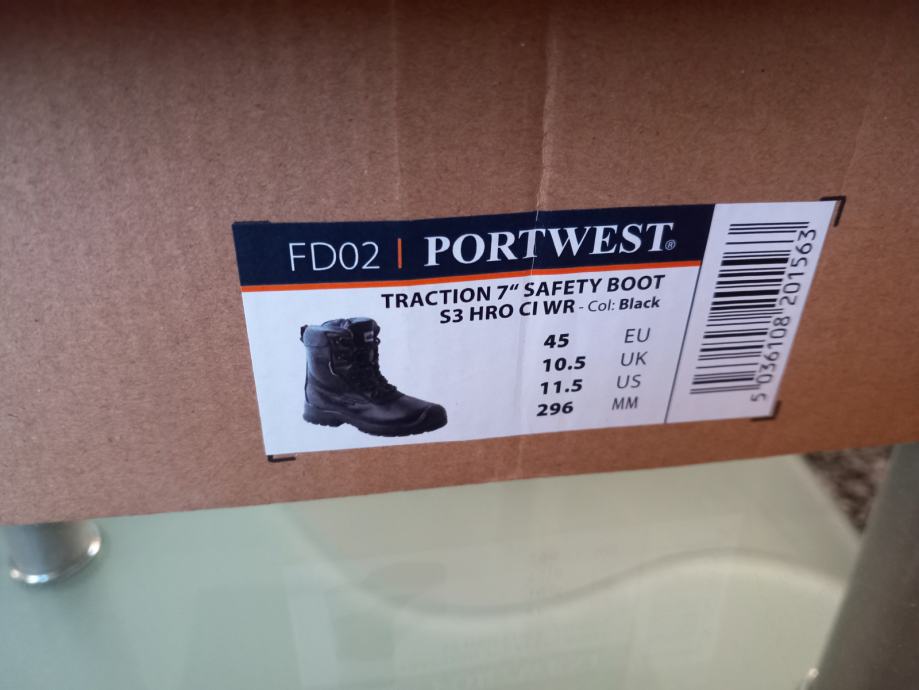 FD02 | PORTWEST®
TRACTION 7“ SAFETY BOOT
S3 HRO CI WR - Col: Black
45 EU
10.5 UK
11.5 US
296 MM
5 036108 201563